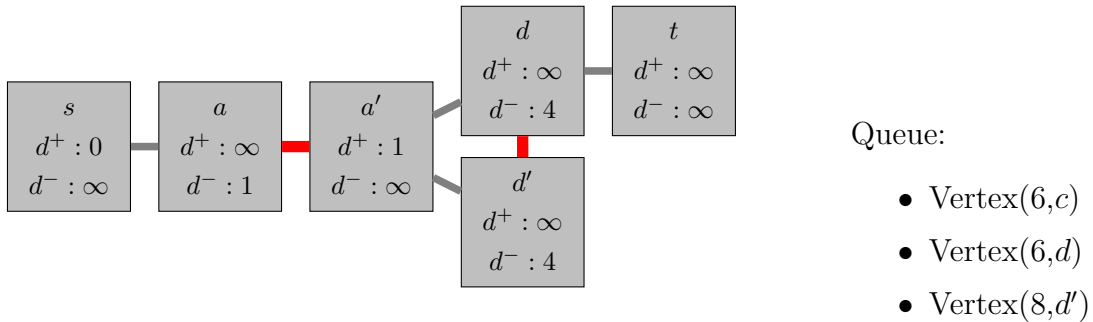 s
d⁺ : 0
d⁻ : ∞
a
d⁺ : ∞
d⁻ : 1
a′
d⁺ : 1
d⁻ : ∞
d
d⁺ : ∞
d⁻ : 4
t
d⁺ : ∞
d⁻ : ∞
d′
d⁺ : ∞
d⁻ : 4
Queue:
• Vertex(6,c)
• Vertex(6,d)
• Vertex(8,d′)